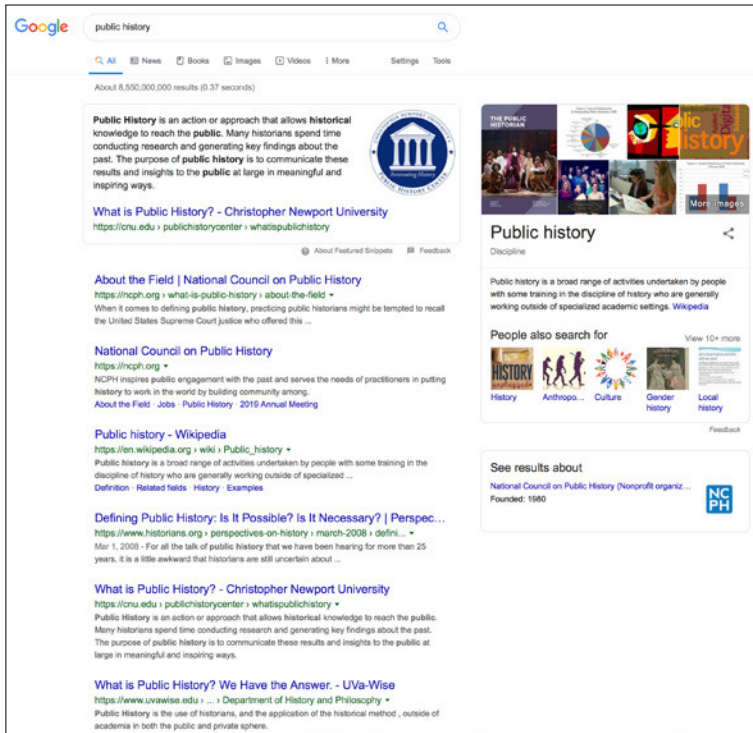 Google
public history
All News Books Images Videos More Settings Tools
About 8,550,000,000 results (0.37 seconds)
Public History is an action or approach that allows historical
knowledge to reach the public. Many historians spend time
conducting research and generating key findings about the
past. The purpose of public history is to communicate these
results and insights to the public at large in meaningful and
inspiring ways.
CHRISTOPHER NEWPORT UNIVERSITY
Innovating History
PUBLIC HISTORY CENTER
What is Public History? - Christopher Newport University
https://cnu.edu › publichistorycenter › whatispublichistory
About Featured Snippets Feedback
About the Field | National Council on Public History
https://ncph.org › what-is-public-history › about-the-field
When it comes to defining public history, practicing public historians might be tempted to recall
the United States Supreme Court justice who offered this ...
National Council on Public History
https://ncph.org
NCPH inspires public engagement with the past and serves the needs of practitioners in putting
history to work in the world by building community among.
About the Field · Jobs · Public History · 2019 Annual Meeting
Public history - Wikipedia
https://en.wikipedia.org › wiki › Public_history
Public history is a broad range of activities undertaken by people with some training in the
discipline of history who are generally working outside of specialized ...
Definition · Related fields · History · Examples
Defining Public History: Is It Possible? Is It Necessary? | Perspec...
https://www.historians.org › perspectives-on-history › march-2008 › defini...
Mar 1, 2008 - For all the talk of public history that we have been hearing for more than 25
years, it is a little awkward that historians are still uncertain about ...
What is Public History? - Christopher Newport University
https://cnu.edu › publichistorycenter › whatispublichistory
Public History is an action or approach that allows historical knowledge to reach the public.
Many historians spend time conducting research and generating key findings about the past.
The purpose of public history is to communicate these results and insights to the public at
large in meaningful and inspiring ways.
What is Public History? We Have the Answer. - UVa-Wise
https://www.uvawise.edu › ... › Department of History and Philosophy
Public History is the use of historians, and the application of the historical method , outside of
academia in both the public and private sphere.
THE PUBLIC
HISTORIAN
blic
History
Digital
More images
Public history
Discipline
Public history is a broad range of activities undertaken by people
with some training in the discipline of history who are generally
working outside of specialized academic settings. Wikipedia
People also search for View 10+ more
HISTORY
unplugged
History Anthropo... Culture Gender
history Local
history
Feedback
See results about
National Council on Public History (Nonprofit organiz...
Founded: 1980
NC
PH